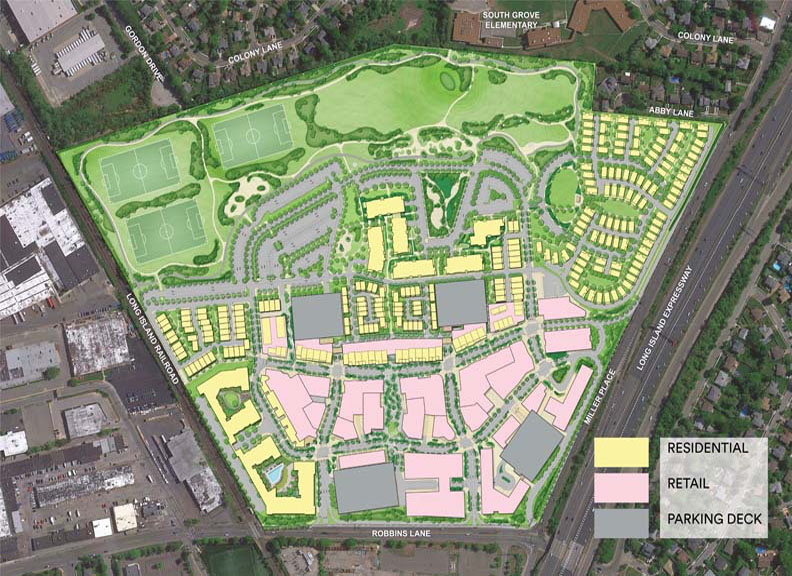 SOUTH GROVE
ELEMENTARY
COLONY LANE
COLONY LANE
GORDON DRIVE
ABBY LANE
LONG ISLAND RAILROAD
LONG ISLAND EXPRESSWAY
MILLER PLACE
RESIDENTIAL
RETAIL
PARKING DECK
ROBBINS LANE